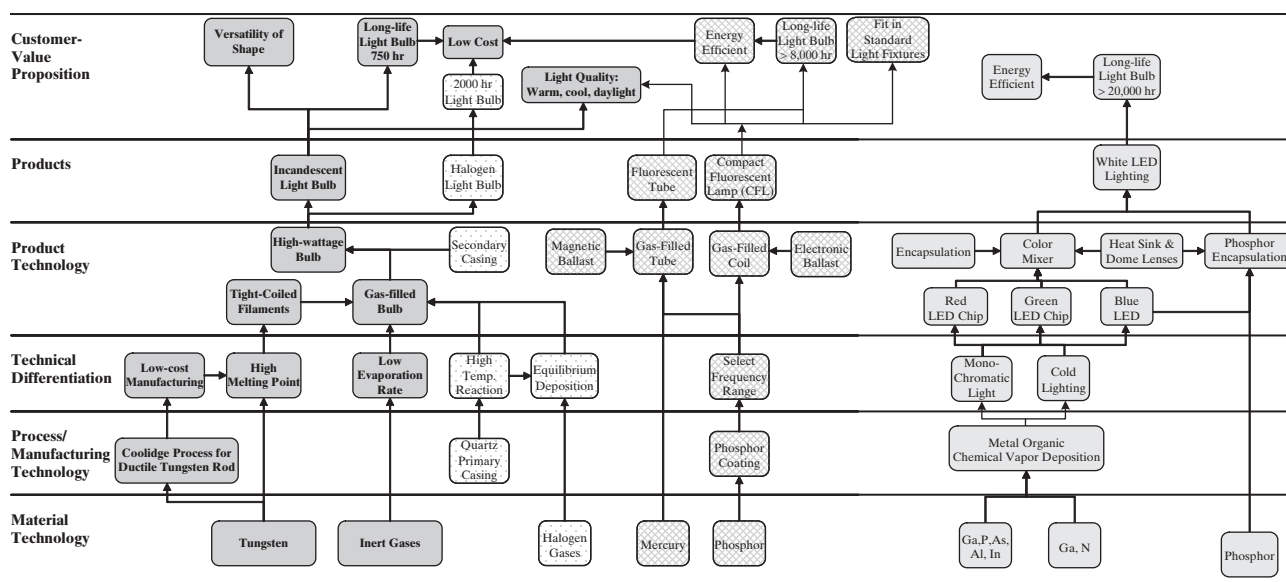 Customer-
Value
Proposition
Versatility of
Shape
Long-life
Light Bulb
750 hr
Low Cost
2000 hr
Light Bulb
Light Quality:
Warm, cool, daylight
Energy
Efficient
Long-life
Light Bulb
> 8,000 hr
Fit in
Standard
Light Fixtures
Energy
Efficient
Long-life
Light Bulb
> 20,000 hr
Products
Incandescent
Light Bulb
Halogen
Light Bulb
Fluorescent
Tube
Compact
Fluorescent
Lamp (CFL)
White LED
Lighting
Product
Technology
High-wattage
Bulb
Secondary
Casing
Magnetic
Ballast
Gas-Filled
Tube
Gas-Filled
Coil
Electronic
Ballast
Encapsulation
Color
Mixer
Heat Sink &
Dome Lenses
Phosphor
Encapsulation
Tight-Coiled
Filaments
Gas-filled
Bulb
Red
LED Chip
Green
LED Chip
Blue
LED
Technical
Differentiation
Low-cost
Manufacturing
High
Melting Point
Low
Evaporation
Rate
High
Temp.
Reaction
Equilibrium
Deposition
Select
Frequency
Range
Mono-
Chromatic
Light
Cold
Lighting
Process/
Manufacturing
Technology
Coolidge Process for
Ductile Tungsten Rod
Quartz
Primary
Casing
Phosphor
Coating
Metal Organic
Chemical Vapor Deposition
Material
Technology
Tungsten
Inert Gases
Halogen
Gases
Mercury
Phosphor
Ga,P,As,
Al, In
Ga, N
Phosphor